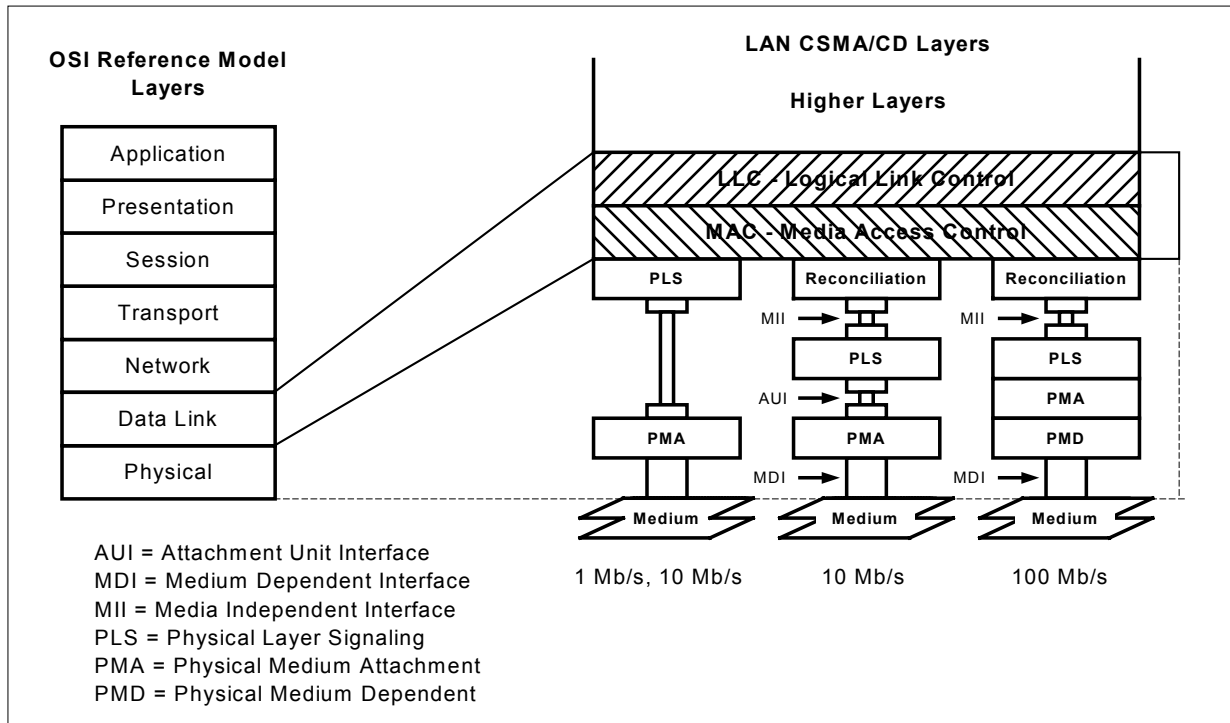 OSI Reference Model
Layers
Application
Presentation
Session
Transport
Network
Data Link
Physical
LAN CSMA/CD Layers
Higher Layers
LLC - Logical Link Control
MAC - Media Access Control
PLS
Reconciliation
Reconciliation
MII
MII
PLS
PLS
AUI
PMA
PMA
PMA
PMD
MDI
MDI
Medium
Medium
Medium
1 Mb/s, 10 Mb/s
10 Mb/s
100 Mb/s
AUI = Attachment Unit Interface
MDI = Medium Dependent Interface
MII = Media Independent Interface
PLS = Physical Layer Signaling
PMA = Physical Medium Attachment
PMD = Physical Medium Dependent